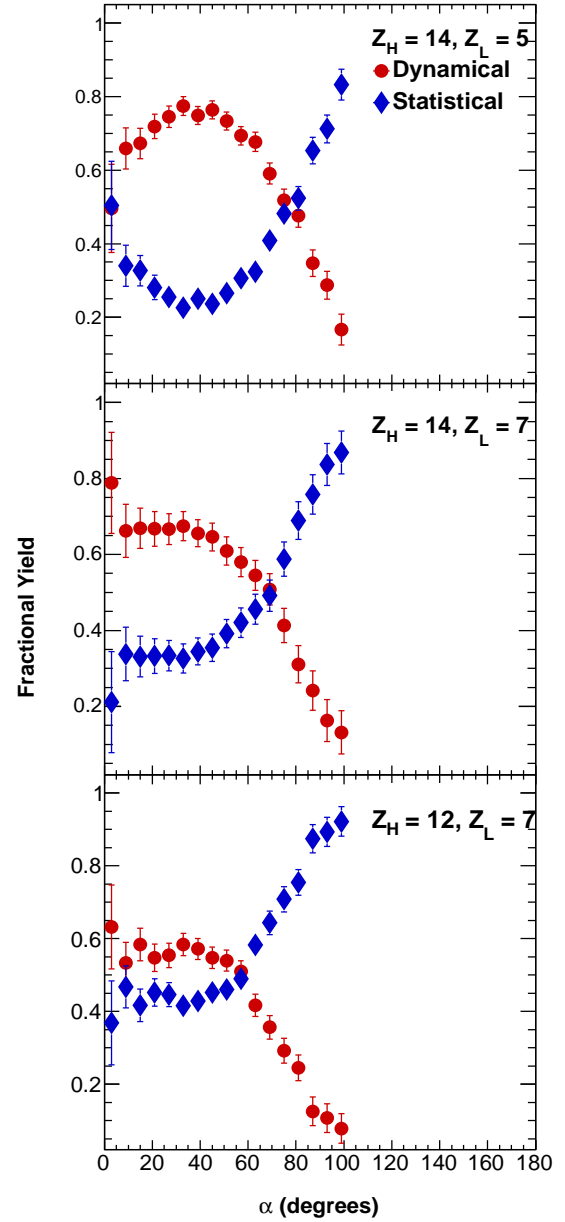 1
Z_H = 14, Z_L = 5
Dynamical
Statistical
0.8
0.6
0.4
0.2
1
Z_H = 14, Z_L = 7
0.8
0.6
0.4
0.2
Fractional Yield
1
Z_H = 12, Z_L = 7
0.8
0.6
0.4
0.2
0 20 40 60 80 100 120 140 160 180
α (degrees)